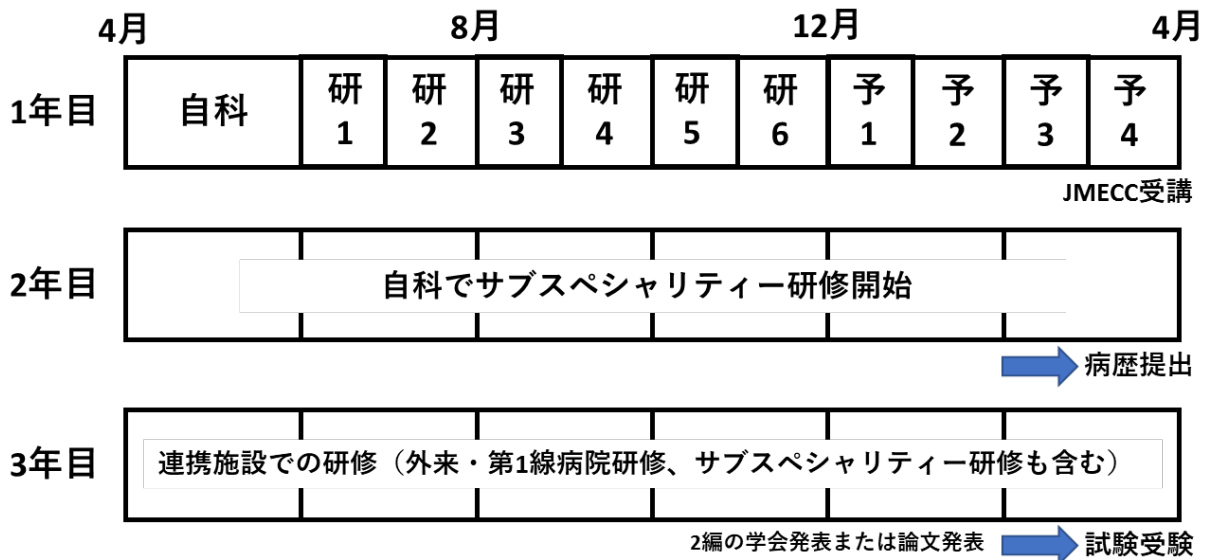 4月 8月 12月 4月
1年目 自科 研1 研2 研3 研4 研5 研6 予1 予2 予3 予4
JMECC受講
2年目 自科でサブスペシャリティー研修開始
病歴提出
3年目 連携施設での研修（外来・第1線病院研修、サブスペシャリティー研修も含む）
2編の学会発表または論文発表 試験受験